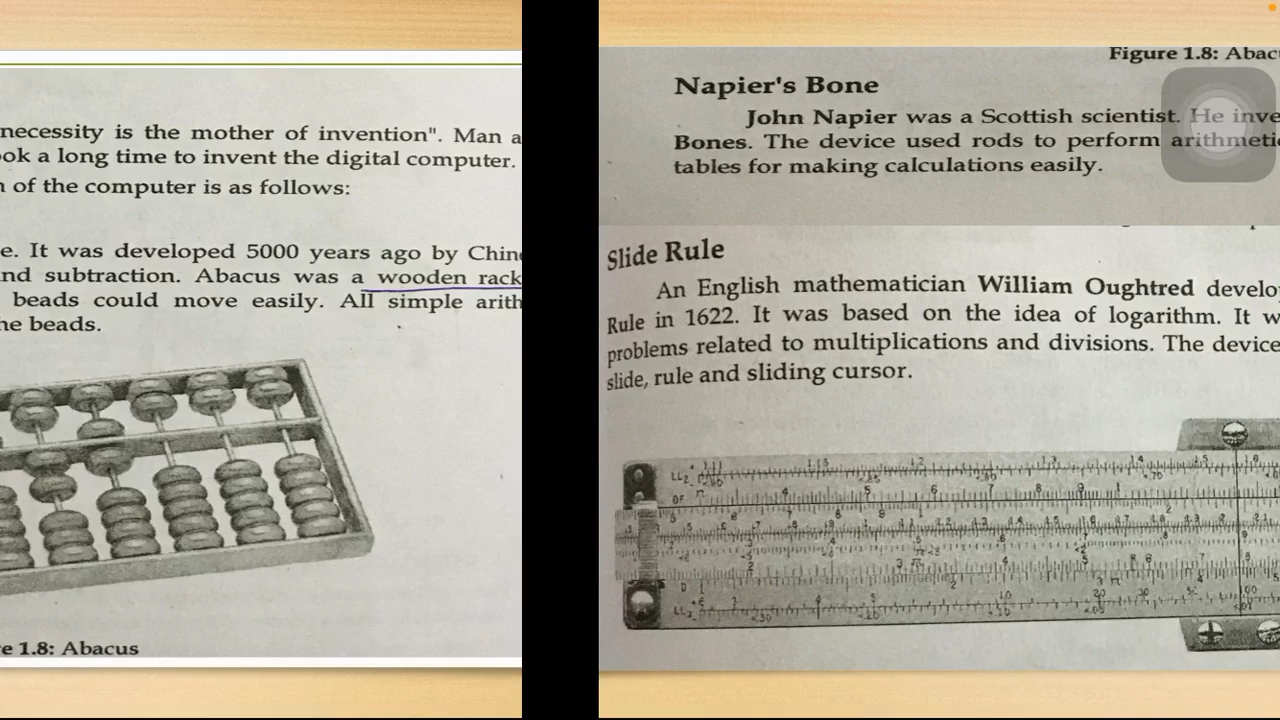 necessity is the mother of invention". Man a
ook a long time to invent the digital computer.
n of the computer is as follows:
e. It was developed 5000 years ago by Chin
nd subtraction. Abacus was a wooden rack
beads could move easily. All simple arith
he beads.
e 1.8: Abacus
Figure 1.8: Abac
Napier's Bone
John Napier was a Scottish scientist. He inve
Bones. The device used rods to perform arithmeti
tables for making calculations easily.
Slide Rule
An English mathematician William Oughtred develo
Rule in 1622. It was based on the idea of logarithm. It w
problems related to multiplications and divisions. The device
slide, rule and sliding cursor.